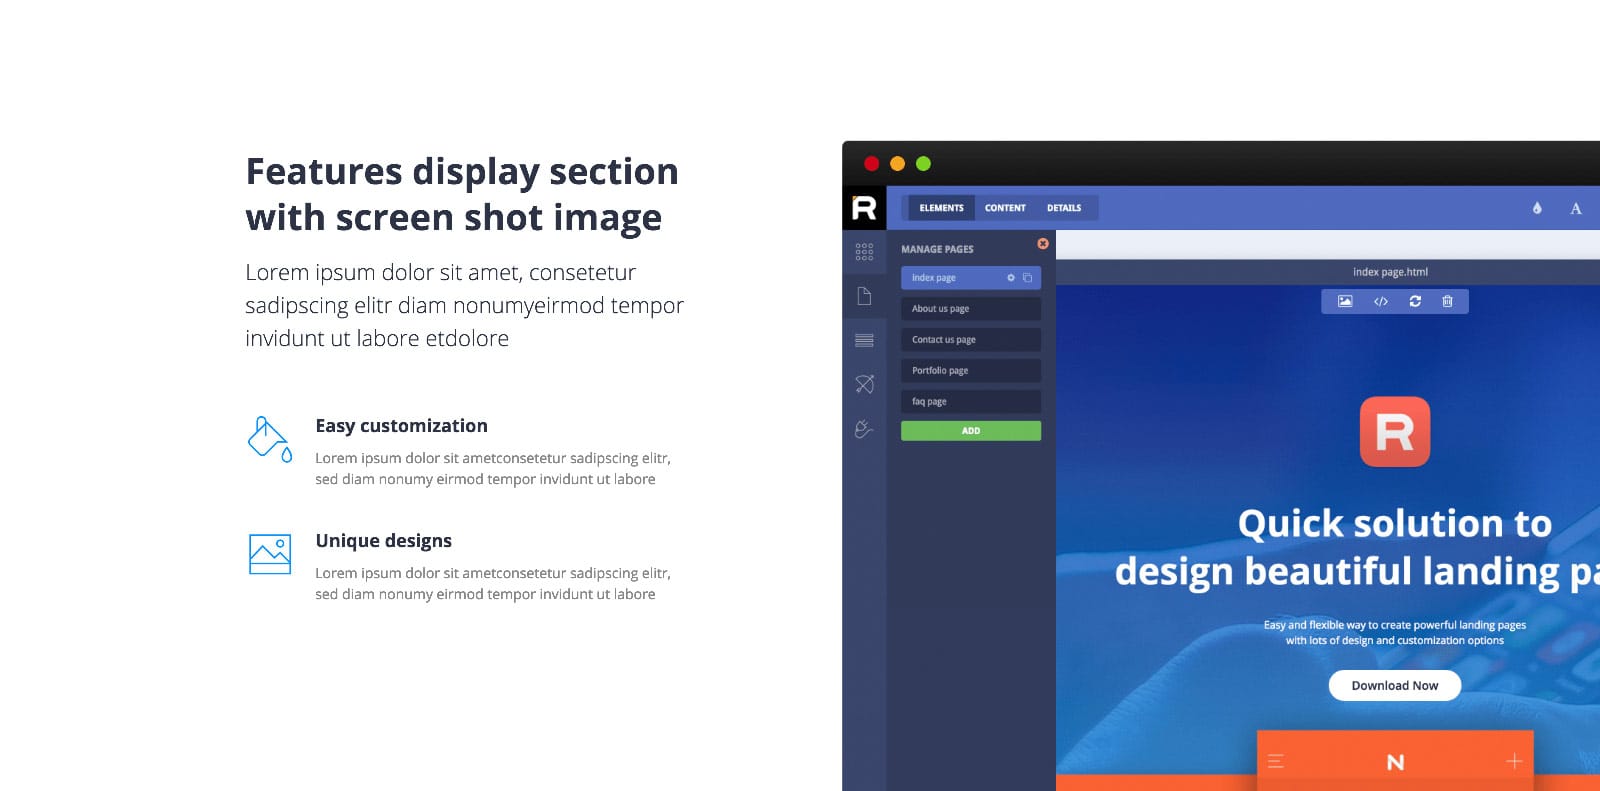 Features display section
with screen shot image
Lorem ipsum dolor sit amet, consetetur
sadipscing elitr diam nonumyeirmod tempor
invidunt ut labore etdolore
Easy customization
Lorem ipsum dolor sit ametconsetetur sadipscing elitr,
sed diam nonumy eirmod tempor invidunt ut labore
Unique designs
Lorem ipsum dolor sit ametconsetetur sadipscing elitr,
sed diam nonumy eirmod tempor invidunt ut labore
R
ELEMENTS CONTENT DETAILS
A
MANAGE PAGES
index page
About us page
Contact us page
Portfolio page
faq page
ADD
index page.html
R
Quick solution to
design beautiful landing pa
Easy and flexible way to create powerful landing pages
with lots of design and customization options
Download Now
N